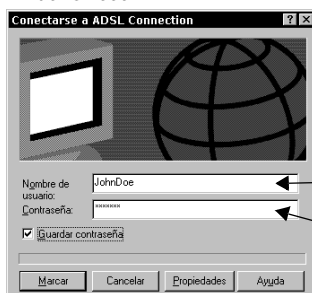 Conectarse a ADSL Connection
Nombre de usuario:
JohnDoe
Contraseña:
*******
Guardar contraseña
Marcar
Cancelar
Propiedades
Ayuda